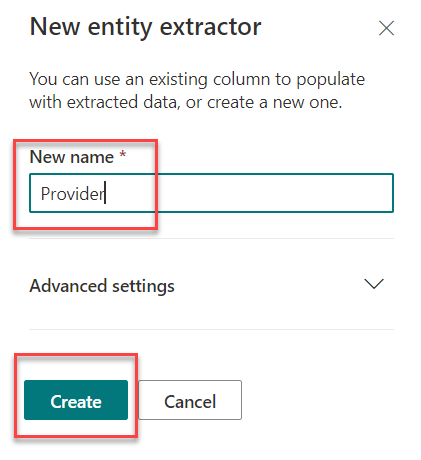 New entity extractor
You can use an existing column to populate
with extracted data, or create a new one.
New name *
Provider
Advanced settings
Create Cancel